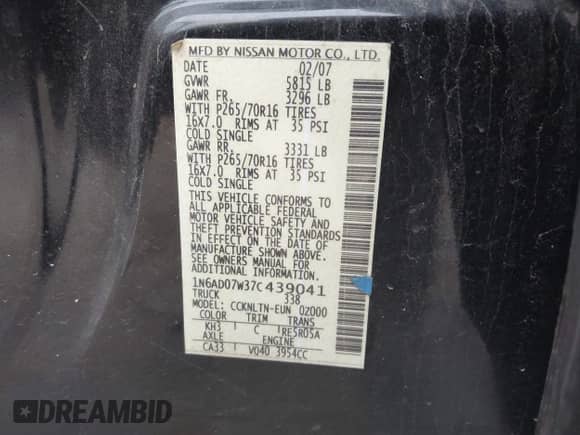 MFD BY NISSAN MOTOR CO., LTD.
DATE 02/07
GVWR 5815 LB
GAWR FR. 3296 LB
WITH P265/70R16 TIRES
16X7.0 RIMS AT 35 PSI
COLD SINGLE
GAWR RR. 3331 LB
WITH P265/70R16 TIRES
16X7.0 RIMS AT 35 PSI
COLD SINGLE
THIS VEHICLE CONFORMS TO
ALL APPLICABLE FEDERAL
MOTOR VEHICLE SAFETY AND
THEFT PREVENTION STANDARDS
IN EFFECT ON THE DATE OF
MANUFACTURE SHOWN ABOVE.
SEE OWNERS MANUAL FOR
ADDITIONAL INFORMATION.
1N6AD07W37C439041
TRUCK 338
MODEL: CCKNLTN-EUN 02000
COLOR TRIM TRANS
KH3 C RE5R05A
AXLE ENGINE
CA33 VQ40 3954CC
DREAMBID